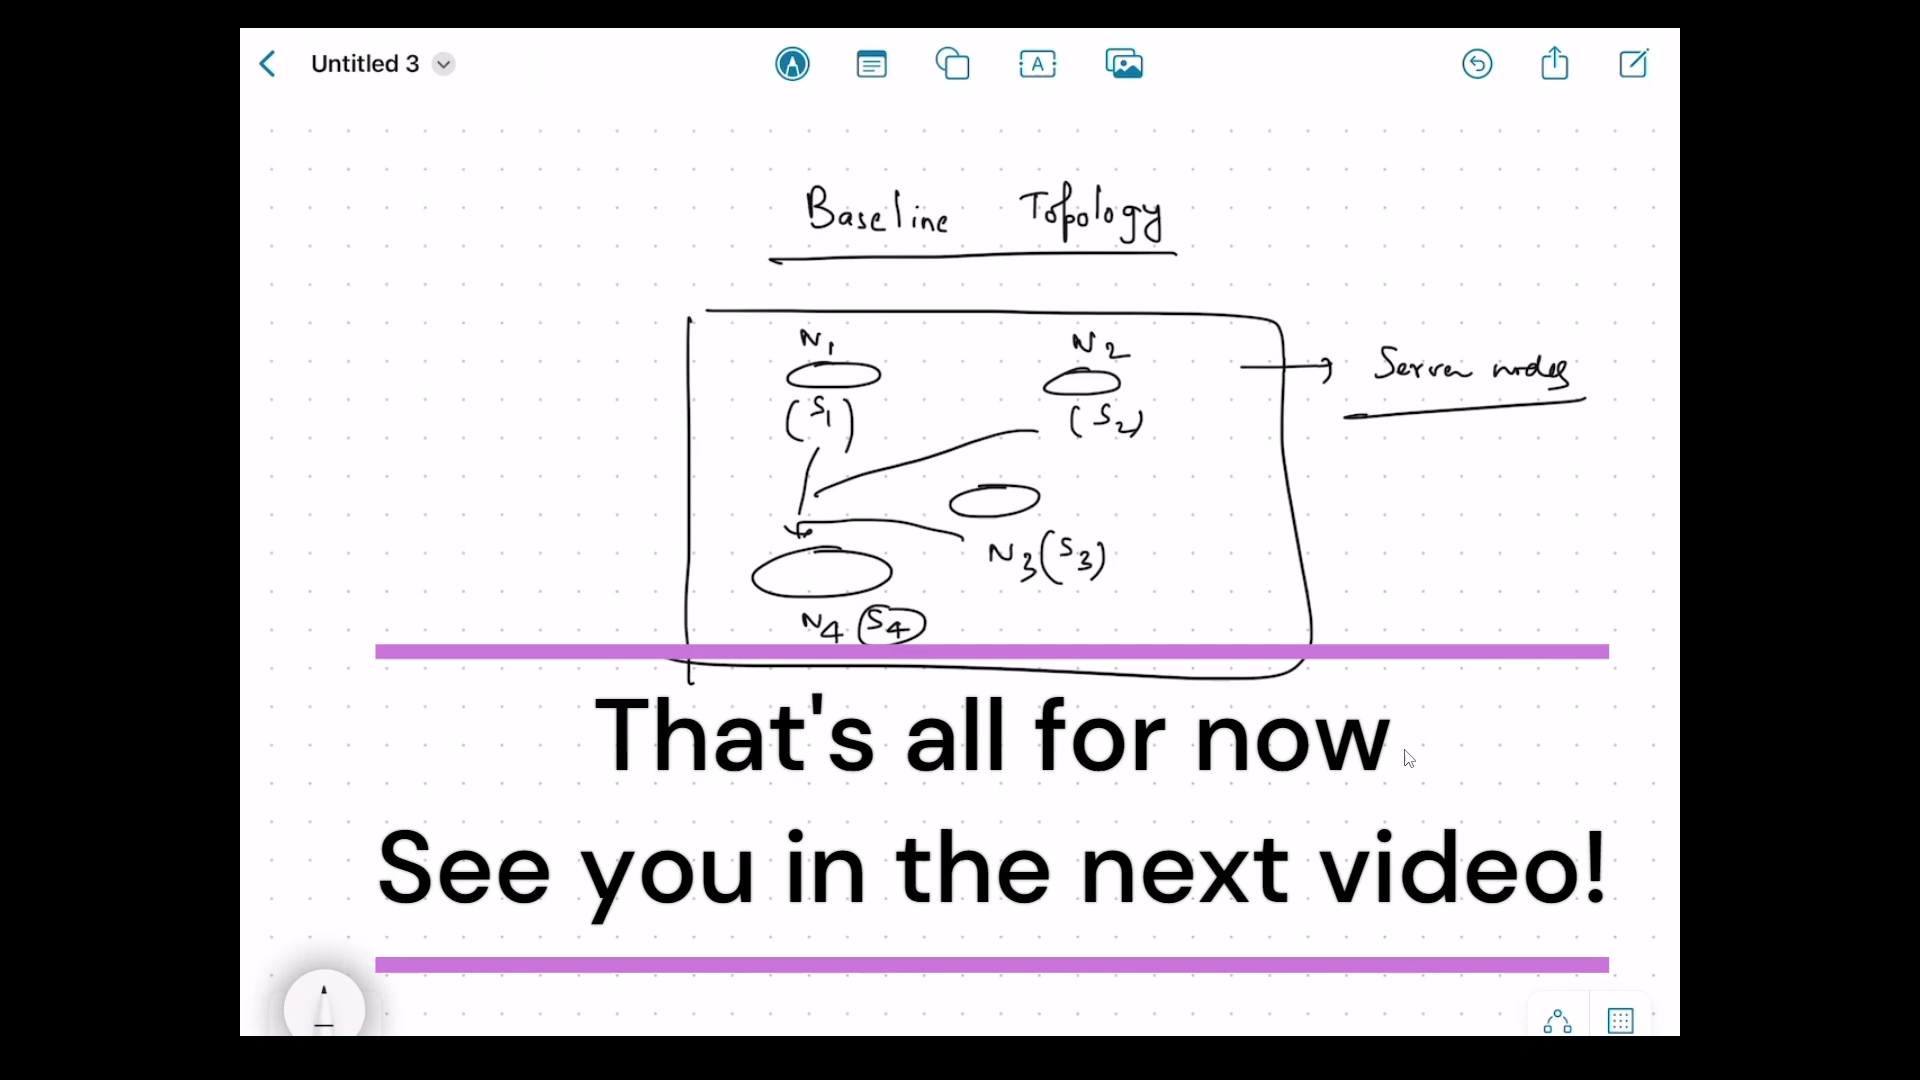 Untitled 3
A
Baseline Topology
N1
N2
Server nodes
(S1)
(S2)
N3(S3)
N4 (S4)
That's all for now
See you in the next video!